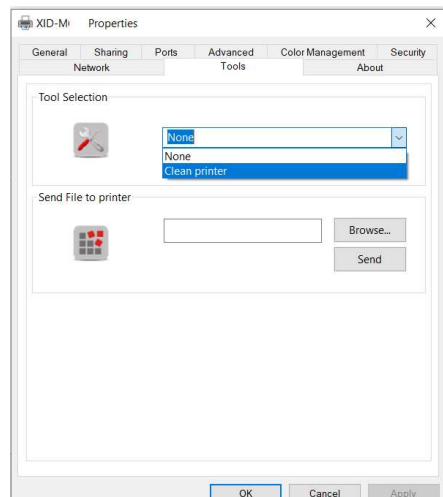 XID-M Properties
General Sharing Ports Advanced Color Management Security
Network Tools About
Tool Selection
None
None
Clean printer
Send File to printer
Browse...
Send
OK Cancel Apply